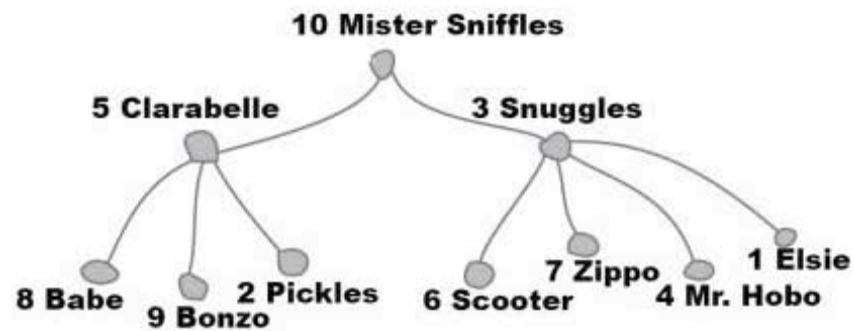 10 Mister Sniffles
5 Clarabelle
3 Snuggles
8 Babe
9 Bonzo
2 Pickles
6 Scooter
7 Zippo
4 Mr. Hobo
1 Elsie